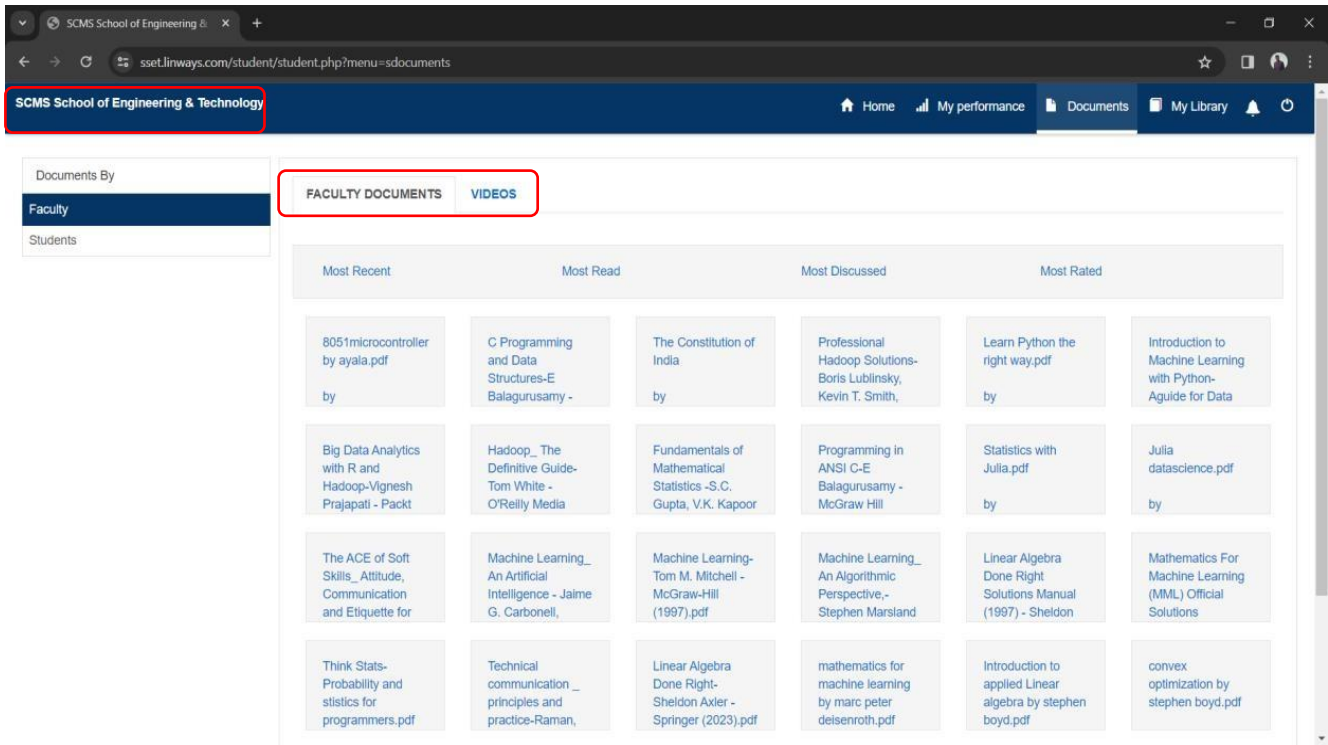 SCMS School of Engineering &
sset.linways.com/student/student.php?menu=sdocuments
SCMS School of Engineering & Technology
Home
My performance
Documents
My Library
Documents By
Faculty
Students
FACULTY DOCUMENTS
VIDEOS
Most Recent
Most Read
Most Discussed
Most Rated
8051microcontroller
by ayala.pdf
by
C Programming
and Data
Structures-E
Balagurusamy -
The Constitution of
India
by
Professional
Hadoop Solutions-
Boris Lublinsky,
Kevin T. Smith,
Learn Python the
right way.pdf
by
Introduction to
Machine Learning
with Python-
Aguide for Data
Big Data Analytics
with R and
Hadoop-Vignesh
Prajapati - Packt
Hadoop_ The
Definitive Guide-
Tom White -
O'Reilly Media
Fundamentals of
Mathematical
Statistics -S.C.
Gupta, V.K. Kapoor
Programming in
ANSI C-E
Balagurusamy -
McGraw Hill
Statistics with
Julia.pdf
by
Julia
datascience.pdf
by
The ACE of Soft
Skills_ Attitude,
Communication
and Etiquette for
Machine Learning_
An Artificial
Intelligence - Jaime
G. Carbonell,
Machine Learning-
Tom M. Mitchell -
McGraw-Hill
(1997).pdf
Machine Learning_
An Algorithmic
Perspective,-
Stephen Marsland
Linear Algebra
Done Right
Solutions Manual
(1997) - Sheldon
Mathematics For
Machine Learning
(MML) Official
Solutions
Think Stats-
Probability and
stistics for
programmers.pdf
Technical
communication _
principles and
practice-Raman,
Linear Algebra
Done Right-
Sheldon Axler -
Springer (2023).pdf
mathematics for
machine learning
by marc peter
deisenroth.pdf
Introduction to
applied Linear
algebra by stephen
boyd.pdf
convex
optimization by
stephen boyd.pdf